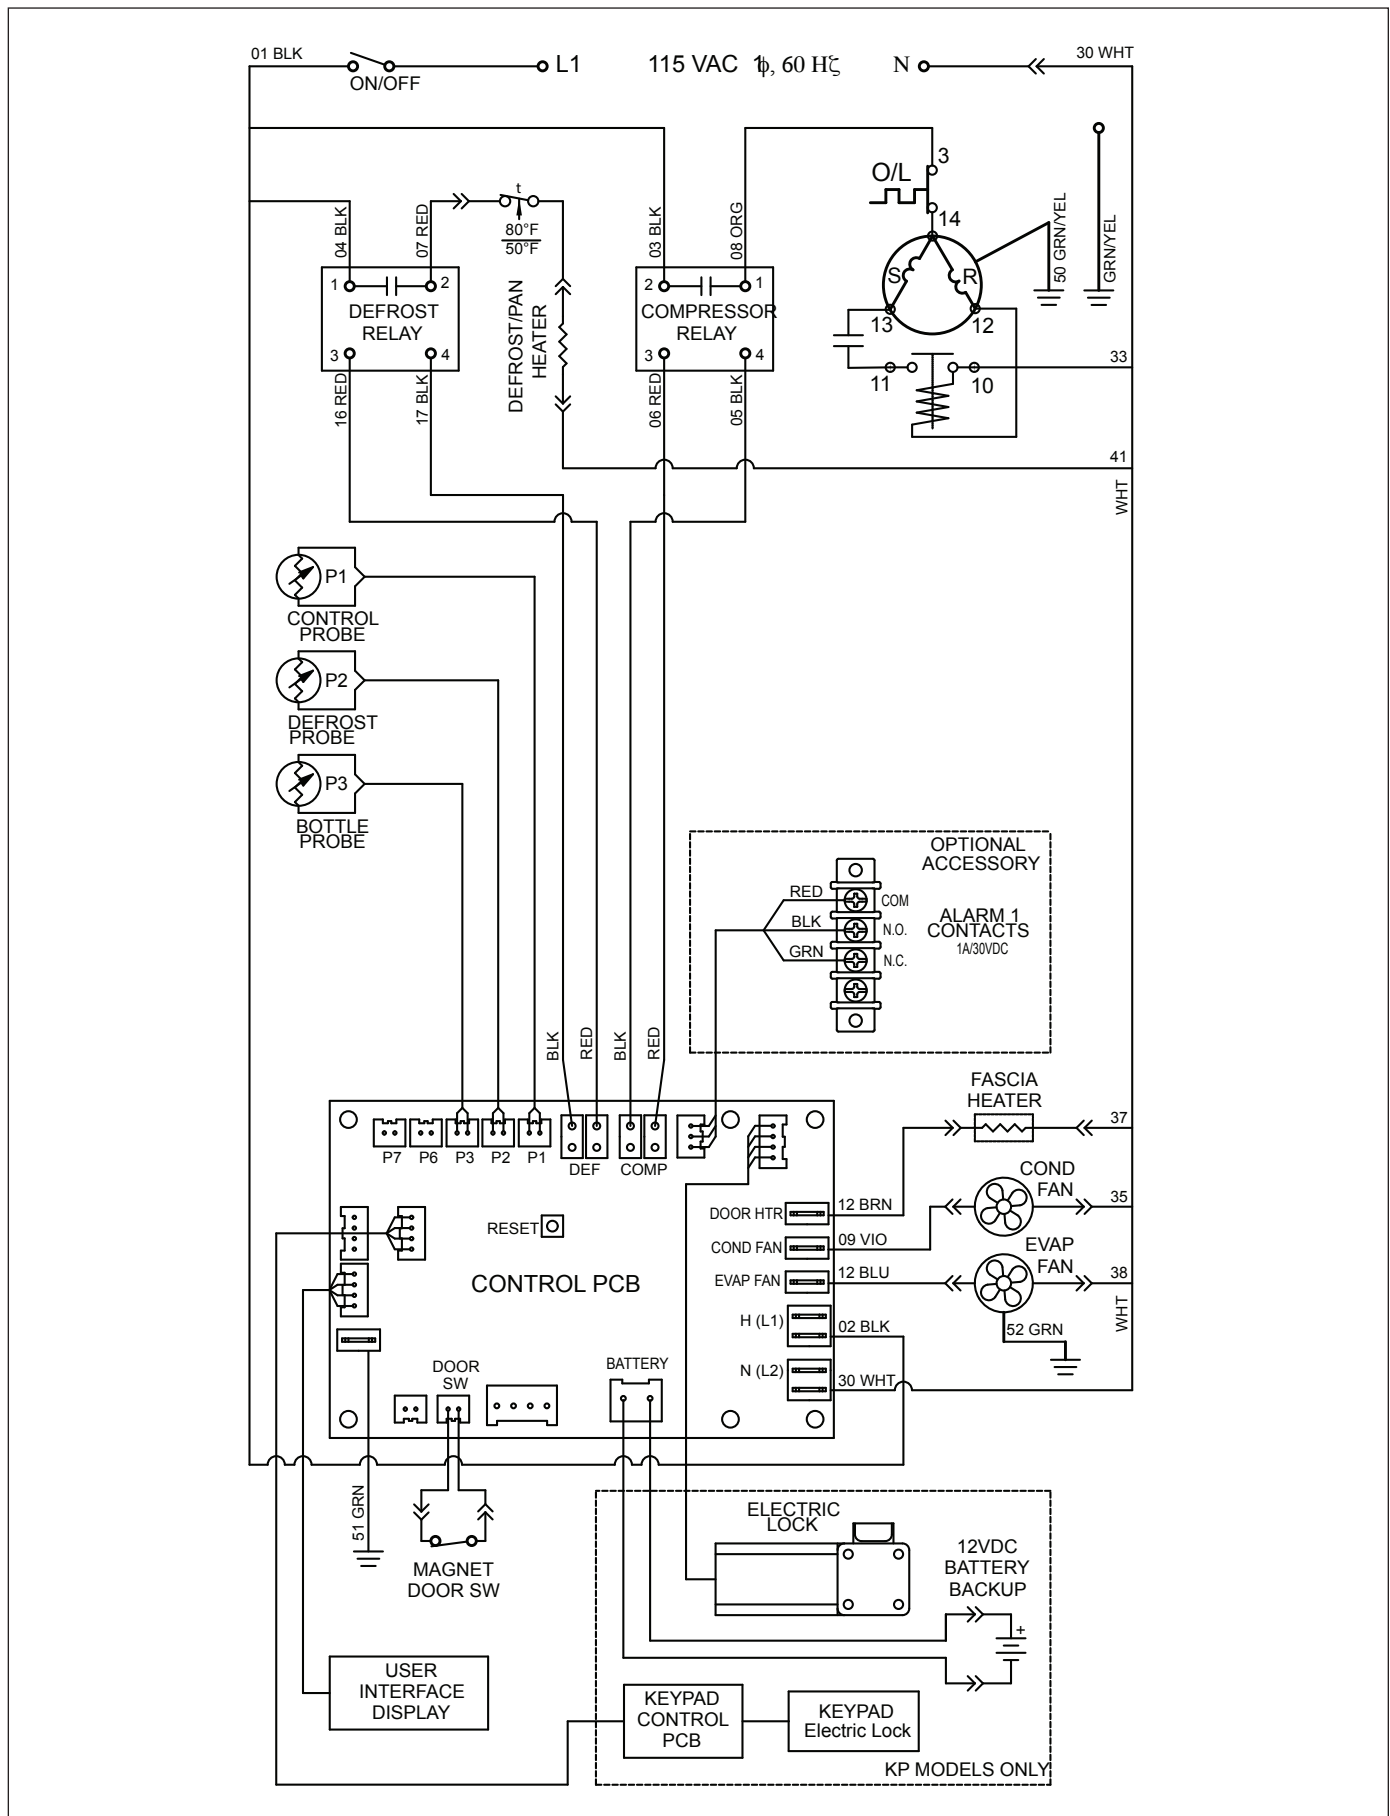 01 BLK
ON/OFF
L1
115 VAC 1ϕ, 60 Hζ
N
30 WHT
04 BLK
07 RED
t
80°F
50°F
03 BLK
08 ORG
O/L
3
14
S
R
13
12
11
10
50 GRN/YEL
GRN/YEL
1
2
DEFROST
RELAY
3
4
DEFROST/PAN
HEATER
2
1
COMPRESSOR
RELAY
3
4
33
16 RED
17 BLK
06 RED
05 BLK
41
WHT
P1
CONTROL
PROBE
P2
DEFROST
PROBE
P3
BOTTLE
PROBE
OPTIONAL
ACCESSORY
RED
COM
BLK
N.O.
GRN
N.C.
ALARM 1
CONTACTS
1A/30VDC
BLK
RED
BLK
RED
FASCIA
HEATER
37
P7
P6
P3
P2
P1
DEF
COMP
COND
FAN
35
DOOR HTR
12 BRN
RESET
COND FAN
09 VIO
EVAP
FAN
38
CONTROL PCB
EVAP FAN
12 BLU
52 GRN
WHT
H (L1)
02 BLK
N (L2)
30 WHT
DOOR
SW
BATTERY
51 GRN
MAGNET
DOOR SW
ELECTRIC
LOCK
12VDC
BATTERY
BACKUP
+
USER
INTERFACE
DISPLAY
KEYPAD
CONTROL
PCB
KEYPAD
Electric Lock
KP MODELS ONLY